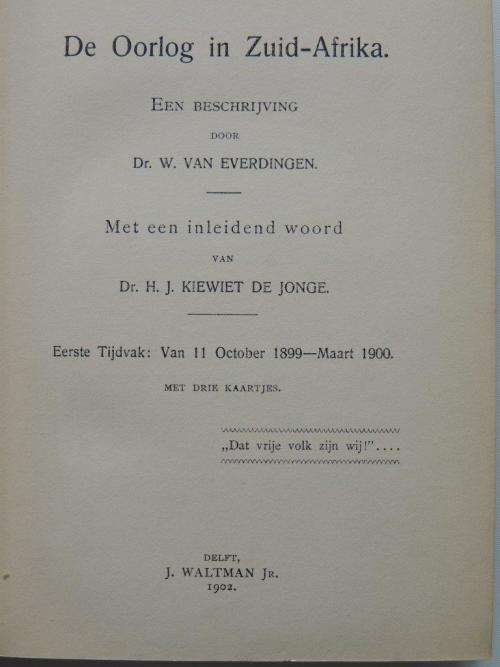 De Oorlog in Zuid-Afrika.
EEN BESCHRIJVING
DOOR
Dr. W. VAN EVERDINGEN.
Met een inleidend woord
VAN
Dr. H. J. KIEWIET DE JONGE.
Eerste Tijdvak: Van 11 October 1899—Maart 1900.
MET DRIE KAARTJES.
„Dat vrije volk zijn wij!”....
DELFT,
J. WALTMAN JR.
1902.